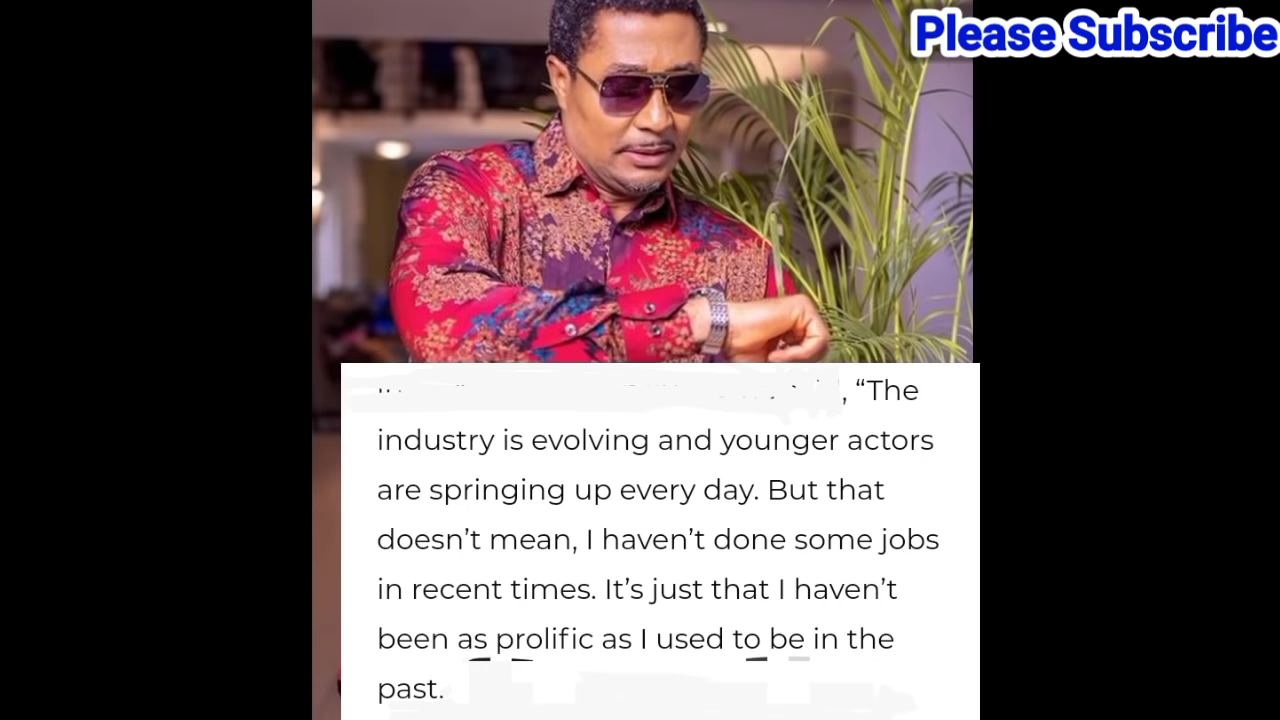 Please Subscribe
, “The
industry is evolving and younger actors
are springing up every day. But that
doesn’t mean, I haven’t done some jobs
in recent times. It’s just that I haven’t
been as prolific as I used to be in the
past.